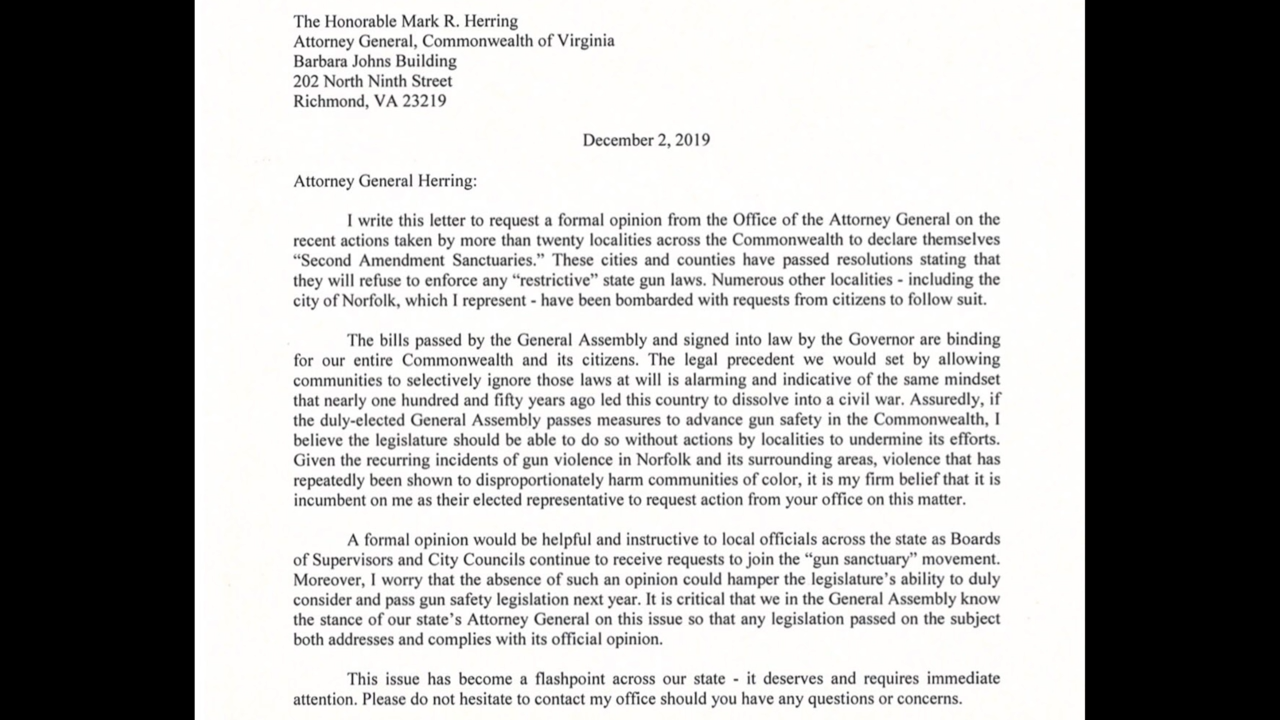 The Honorable Mark R. Herring
Attorney General, Commonwealth of Virginia
Barbara Johns Building
202 North Ninth Street
Richmond, VA 23219
December 2, 2019
Attorney General Herring:
I write this letter to request a formal opinion from the Office of the Attorney General on the
recent actions taken by more than twenty localities across the Commonwealth to declare themselves
“Second Amendment Sanctuaries.” These cities and counties have passed resolutions stating that
they will refuse to enforce any “restrictive” state gun laws. Numerous other localities - including the
city of Norfolk, which I represent - have been bombarded with requests from citizens to follow suit.
The bills passed by the General Assembly and signed into law by the Governor are binding
for our entire Commonwealth and its citizens. The legal precedent we would set by allowing
communities to selectively ignore those laws at will is alarming and indicative of the same mindset
that nearly one hundred and fifty years ago led this country to dissolve into a civil war. Assuredly, if
the duly-elected General Assembly passes measures to advance gun safety in the Commonwealth, I
believe the legislature should be able to do so without actions by localities to undermine its efforts.
Given the recurring incidents of gun violence in Norfolk and its surrounding areas, violence that has
repeatedly been shown to disproportionately harm communities of color, it is my firm belief that it is
incumbent on me as their elected representative to request action from your office on this matter.
A formal opinion would be helpful and instructive to local officials across the state as Boards
of Supervisors and City Councils continue to receive requests to join the “gun sanctuary” movement.
Moreover, I worry that the absence of such an opinion could hamper the legislature’s ability to duly
consider and pass gun safety legislation next year. It is critical that we in the General Assembly know
the stance of our state’s Attorney General on this issue so that any legislation passed on the subject
both addresses and complies with its official opinion.
This issue has become a flashpoint across our state - it deserves and requires immediate
attention. Please do not hesitate to contact my office should you have any questions or concerns.